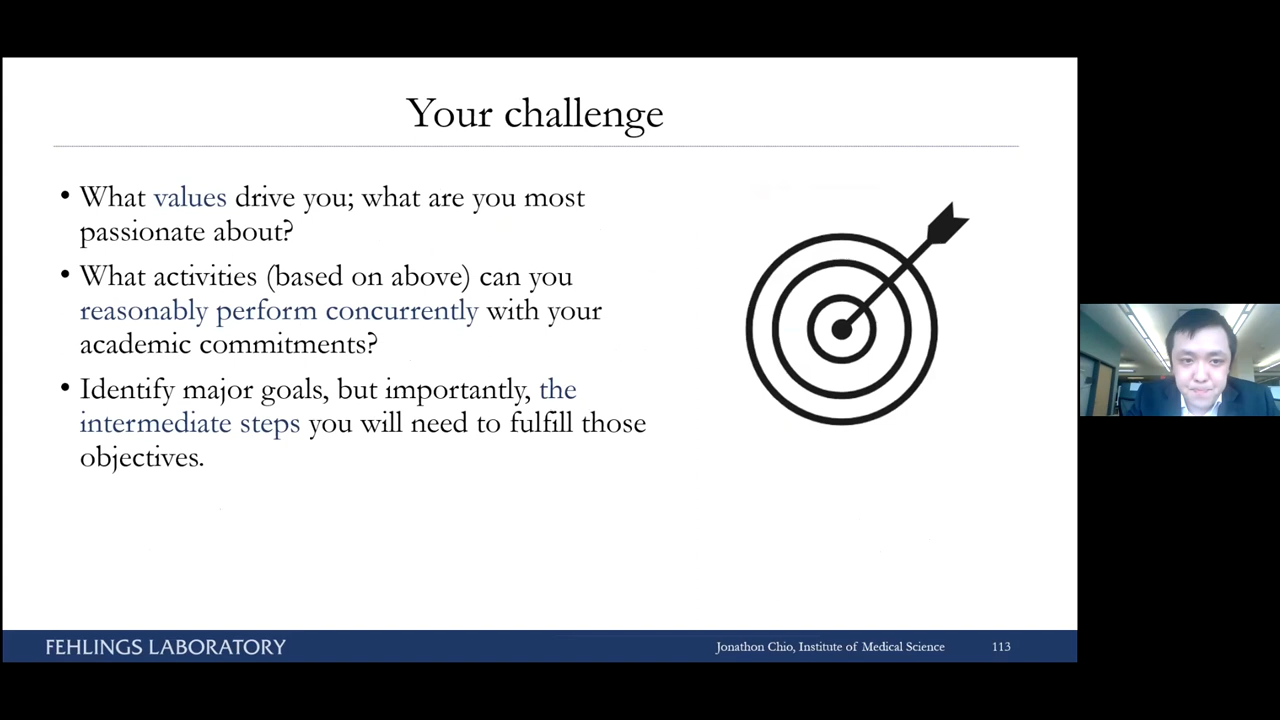 Your challenge
• What values drive you; what are you most
passionate about?
• What activities (based on above) can you
reasonably perform concurrently with your
academic commitments?
• Identify major goals, but importantly, the
intermediate steps you will need to fulfill those
objectives.
FEHLINGS LABORATORY
Jonathon Chio, Institute of Medical Science
113